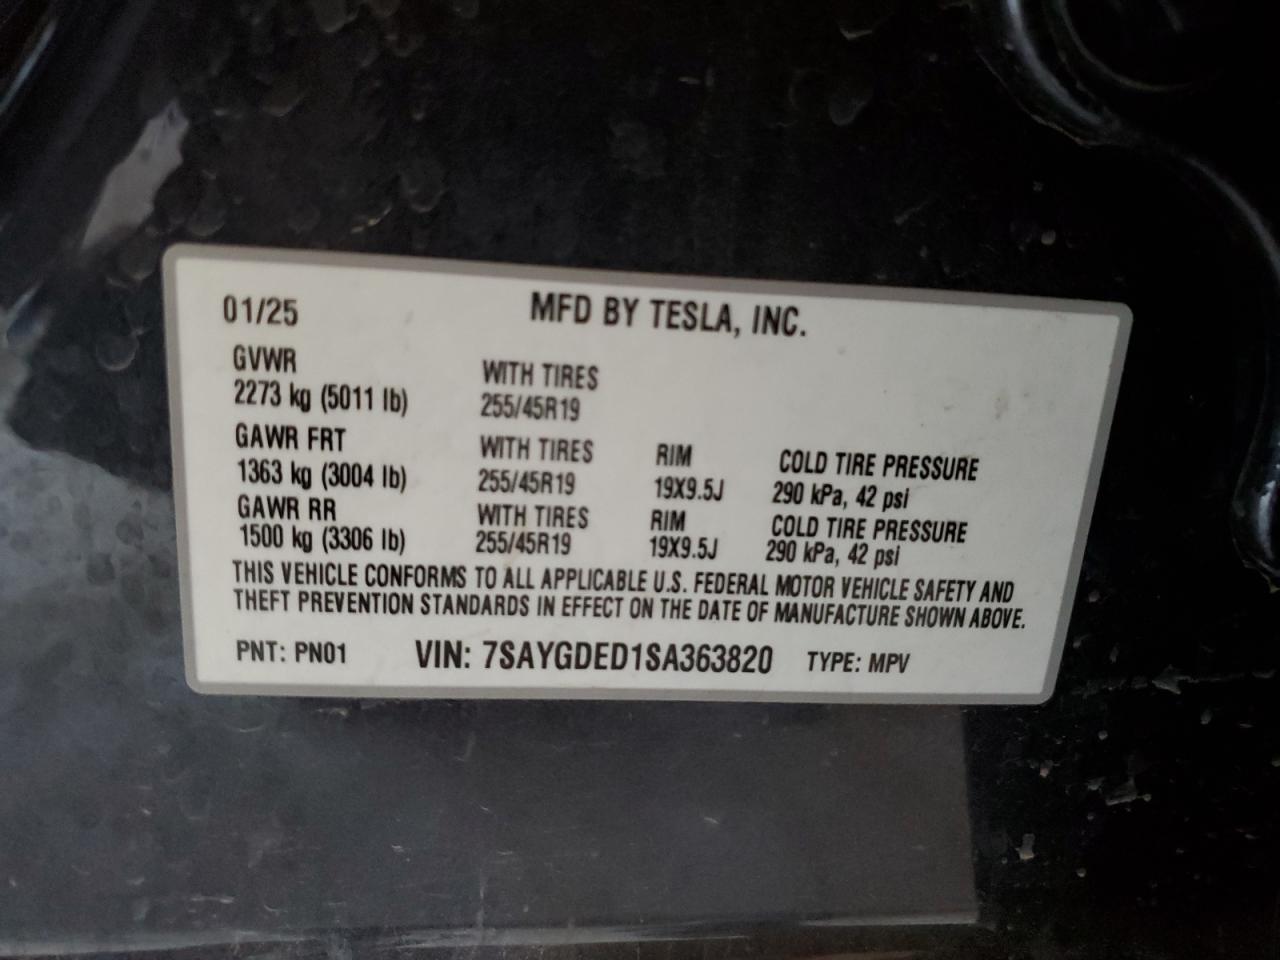 01/25 MFD BY TESLA, INC.
GVWR WITH TIRES
2273 kg (5011 lb) 255/45R19
GAWR FRT WITH TIRES RIM COLD TIRE PRESSURE
1363 kg (3004 lb) 255/45R19 19X9.5J 290 kPa, 42 psi
GAWR RR WITH TIRES RIM COLD TIRE PRESSURE
1500 kg (3306 lb) 255/45R19 19X9.5J 290 kPa, 42 psi
THIS VEHICLE CONFORMS TO ALL APPLICABLE U.S. FEDERAL MOTOR VEHICLE SAFETY AND
THEFT PREVENTION STANDARDS IN EFFECT ON THE DATE OF MANUFACTURE SHOWN ABOVE.
PNT: PN01 VIN: 7SAYGDED1SA363820 TYPE: MPV